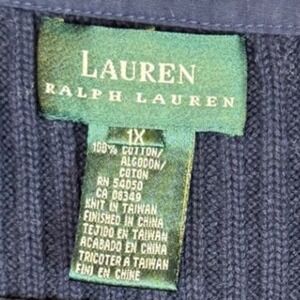 LAUREN
RALPH LAUREN
1X
100% COTTON/
ALGODON/
COTON
RN 54050
CA 08349
KNIT IN TAIWAN
FINISHED IN CHINA
TEJIDO EN TAIWAN
ACABADO EN CHINA
TRICOTER A TAIWAN
FINI EN CHINE